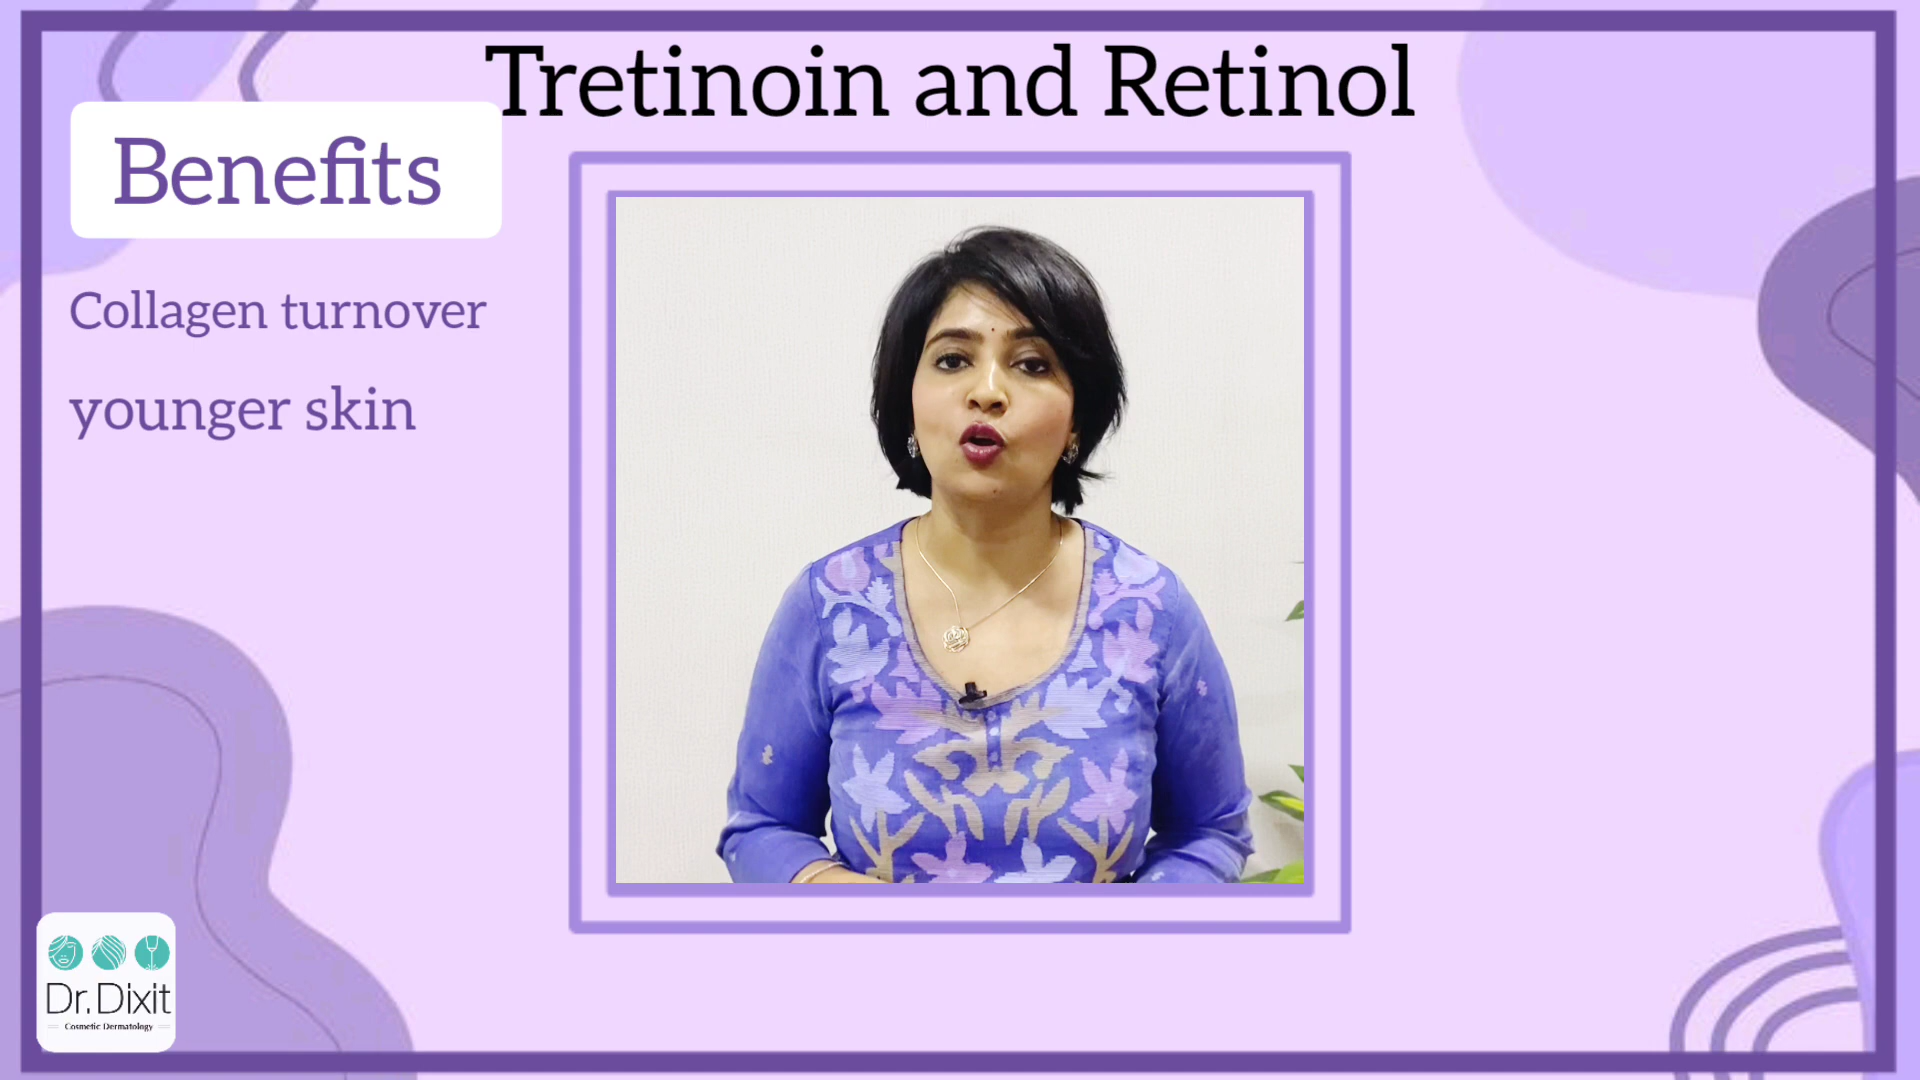 Tretinoin and Retinol
Benefits
Collagen turnover
younger skin
Dr. Dixit
Cosmetic Dermatology